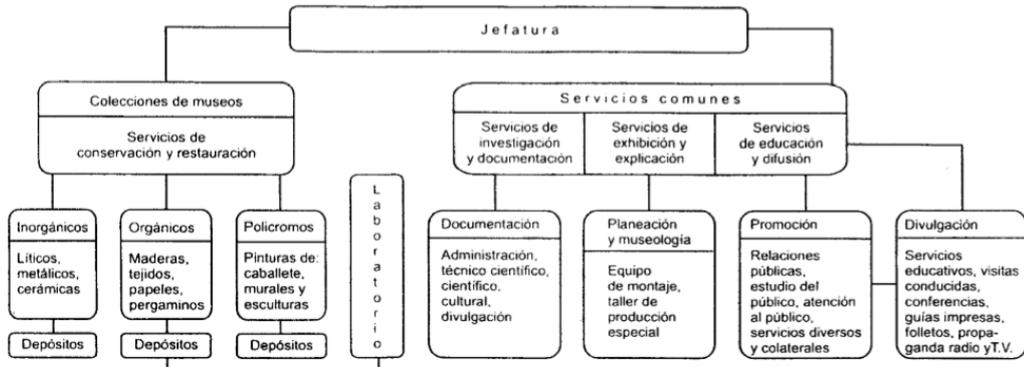 Jefatura
Colecciones de museos
Servicios de
conservación y restauración
Servicios comunes
Servicios de
investigación
y documentación
Servicios de
exhibición y
explicación
Servicios
de educación
y difusión
Inorgánicos
Líticos,
metálicos,
cerámicas
Depósitos
Orgánicos
Maderas,
tejidos,
papeles,
pergaminos
Depósitos
Policromos
Pinturas de:
caballete,
murales y
esculturas
Depósitos
Laboratorio
Documentación
Administración,
técnico científico,
científico,
cultural,
divulgación
Planeación
y museología
Equipo
de montaje,
taller de
producción
especial
Promoción
Relaciones
públicas,
estudio del
público, atención
al público,
servicios diversos
y colaterales
Divulgación
Servicios
educativos, visitas
conducidas,
conferencias,
guías impresas,
folletos, propa-
ganda radio yT.V.